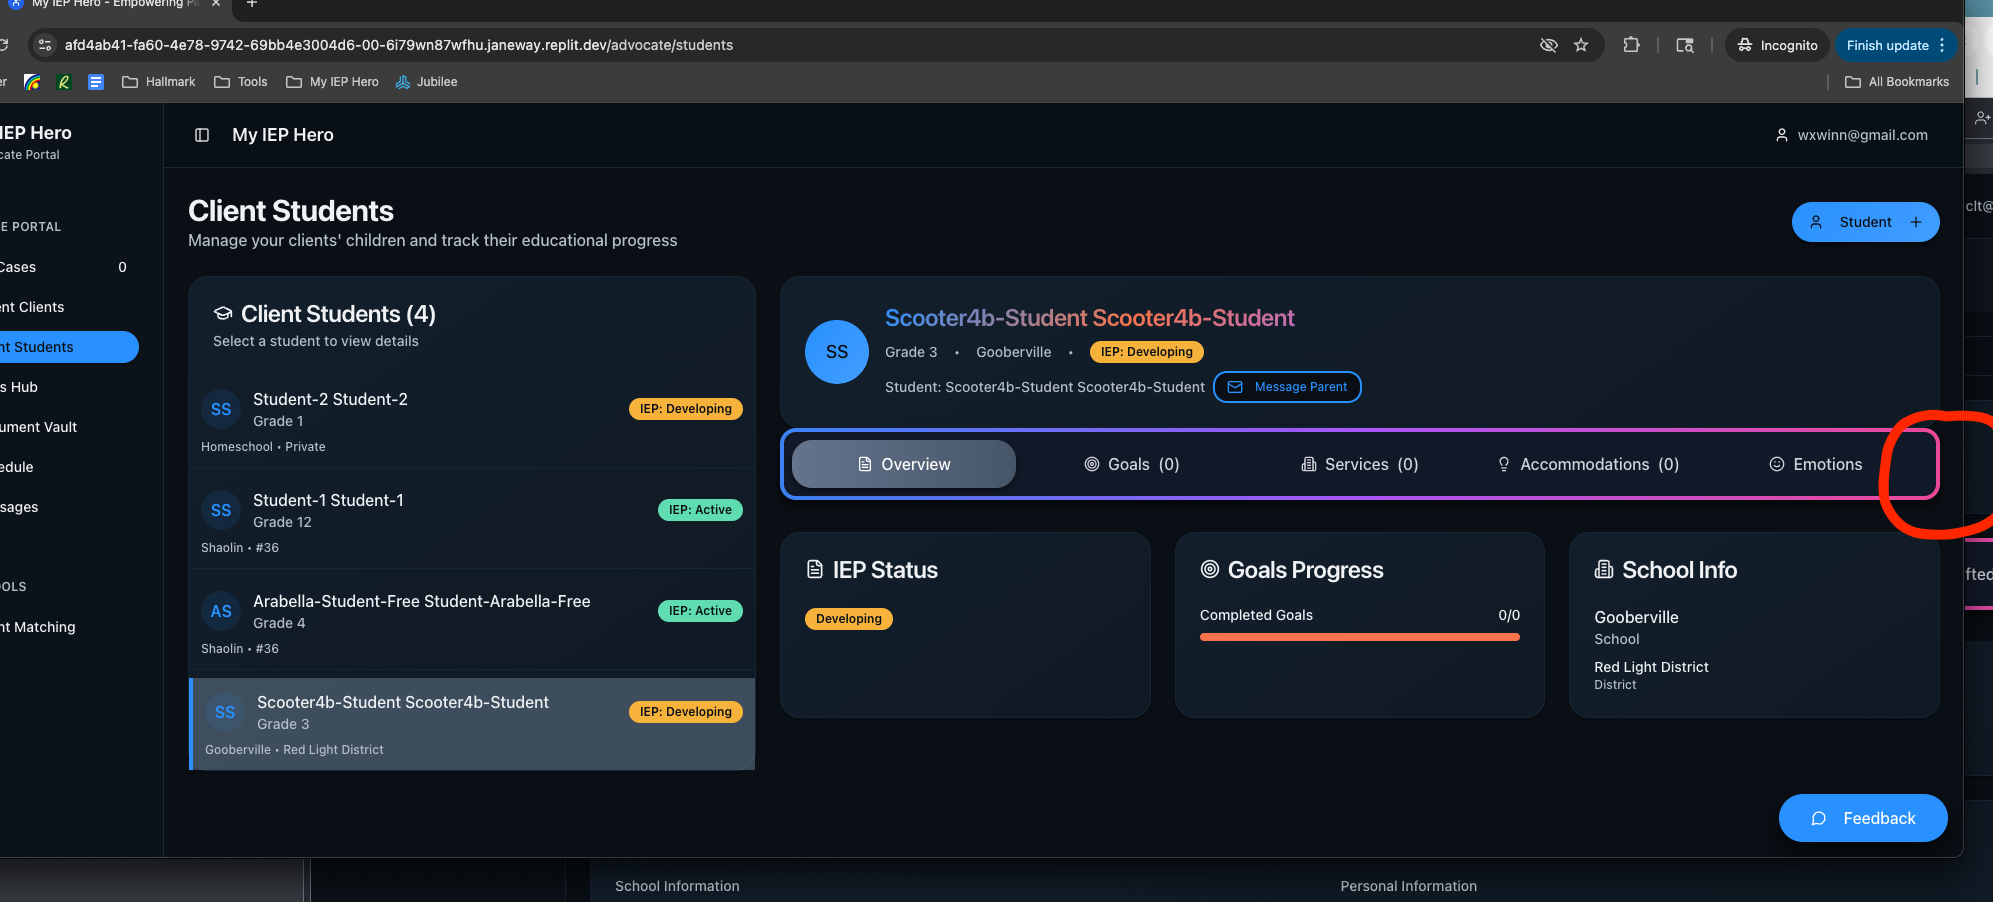 My IEP Hero - Empowering Pa
afd4ab41-fa60-4e78-9742-69bb4e3004d6-00-6i79wn87wfhu.janeway.replit.dev/advocate/students
Incognito
Finish update
er
Hallmark
Tools
My IEP Hero
Jubilee
All Bookmarks
IEP Hero
cate Portal
My IEP Hero
wxwinn@gmail.com
clt@
E PORTAL
Cases 0
ent Clients
nt Students
s Hub
ument Vault
edule
sages
OLS
nt Matching
Client Students
Manage your clients' children and track their educational progress
Student +
Client Students (4)
Select a student to view details
SS
Student-2 Student-2
Grade 1
IEP: Developing
Homeschool • Private
SS
Student-1 Student-1
Grade 12
IEP: Active
Shaolin • #36
AS
Arabella-Student-Free Student-Arabella-Free
Grade 4
IEP: Active
Shaolin • #36
SS
Scooter4b-Student Scooter4b-Student
Grade 3
IEP: Developing
Gooberville • Red Light District
SS
Scooter4b-Student Scooter4b-Student
Grade 3 • Gooberville • IEP: Developing
Student: Scooter4b-Student Scooter4b-Student
Message Parent
Overview
Goals (0)
Services (0)
Accommodations (0)
Emotions
IEP Status
Developing
Goals Progress
Completed Goals 0/0
School Info
Gooberville
School
Red Light District
District
fted
Feedback
School Information
Personal Information